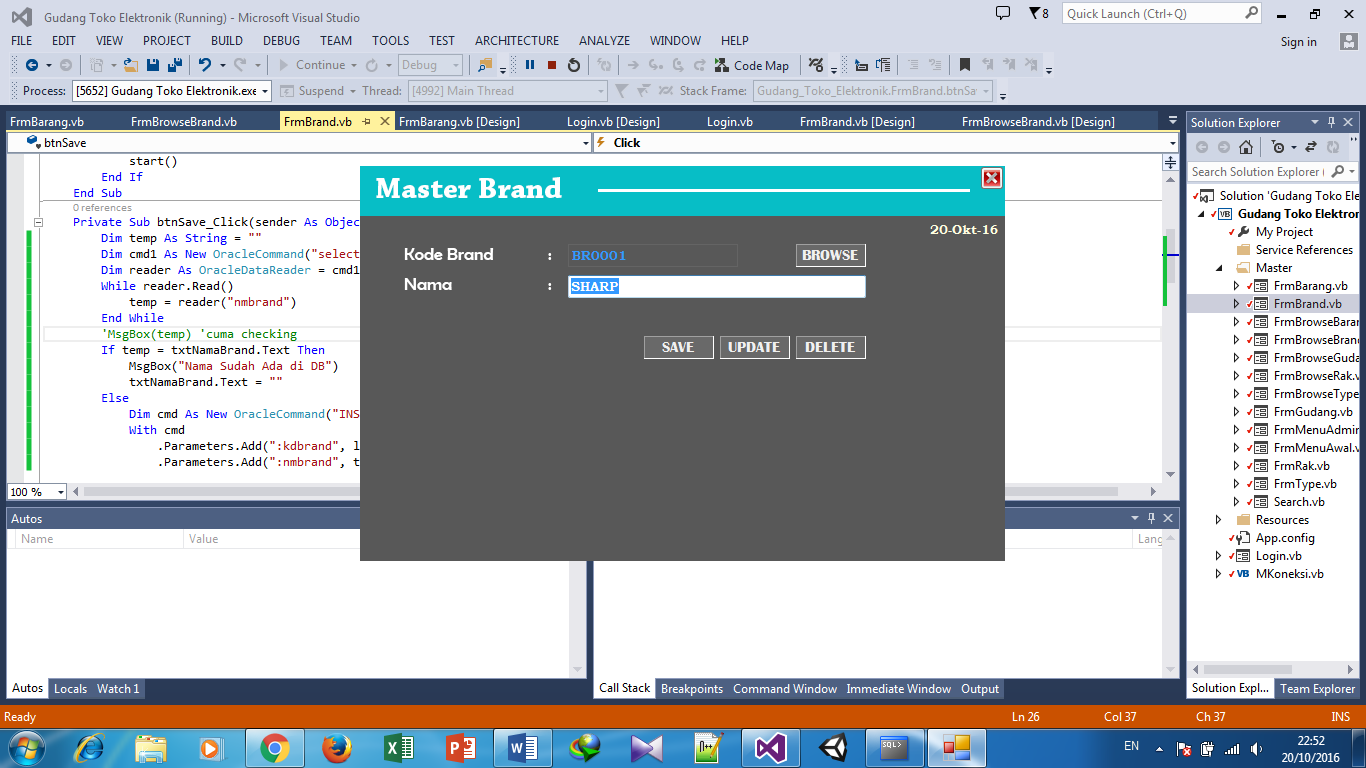 Gudang Toko Elektronik (Running) - Microsoft Visual Studio
8
Quick Launch (Ctrl+Q)
FILE EDIT VIEW PROJECT BUILD DEBUG TEAM TOOLS TEST ARCHITECTURE ANALYZE WINDOW HELP
Sign in
Continue Debug Code Map
Process: [5652] Gudang Toko Elektronik.exe Suspend Thread: [4992] Main Thread Stack Frame: Gudang_Toko_Elektronik.FrmBrand.btnSav
FrmBarang.vb FrmBrowseBrand.vb FrmBrand.vb FrmBarang.vb [Design] Login.vb [Design] Login.vb FrmBrand.vb [Design] FrmBrowseBrand.vb [Design]
btnSave Click
start()
End If
End Sub
0 references
Private Sub btnSave_Click(sender As Objec
Dim temp As String = ""
Dim cmd1 As New OracleCommand("select
Dim reader As OracleDataReader = cmd1
While reader.Read()
temp = reader("nmbrand")
End While
'MsgBox(temp) 'cuma checking
If temp = txtNamaBrand.Text Then
MsgBox("Nama Sudah Ada di DB")
txtNamaBrand.Text = ""
Else
Dim cmd As New OracleCommand("INS
With cmd
.Parameters.Add(":kdbrand", l
.Parameters.Add(":nmbrand", t
100 %
Master Brand
20-Okt-16
Kode Brand : BR0001 BROWSE
Nama : SHARP
SAVE UPDATE DELETE
Solution Explorer
Search Solution Explorer (
Solution 'Gudang Toko Ele
Gudang Toko Elektror
My Project
Service References
Master
FrmBarang.vb
FrmBrand.vb
FrmBrowseBarar
FrmBrowseBranc
FrmBrowseGuda
FrmBrowseRak.v
FrmBrowseType
FrmGudang.vb
FrmMenuAdmir
FrmMenuAwal.v
FrmRak.vb
FrmType.vb
Search.vb
Resources
App.config
Login.vb
VB MKoneksi.vb
Solution Expl... Team Explorer
Autos
Name Value
Lang
Autos Locals Watch 1
Call Stack Breakpoints Command Window Immediate Window Output
Ready Ln 26 Col 37 Ch 37 INS
SQL>
EN
22:52
20/10/2016